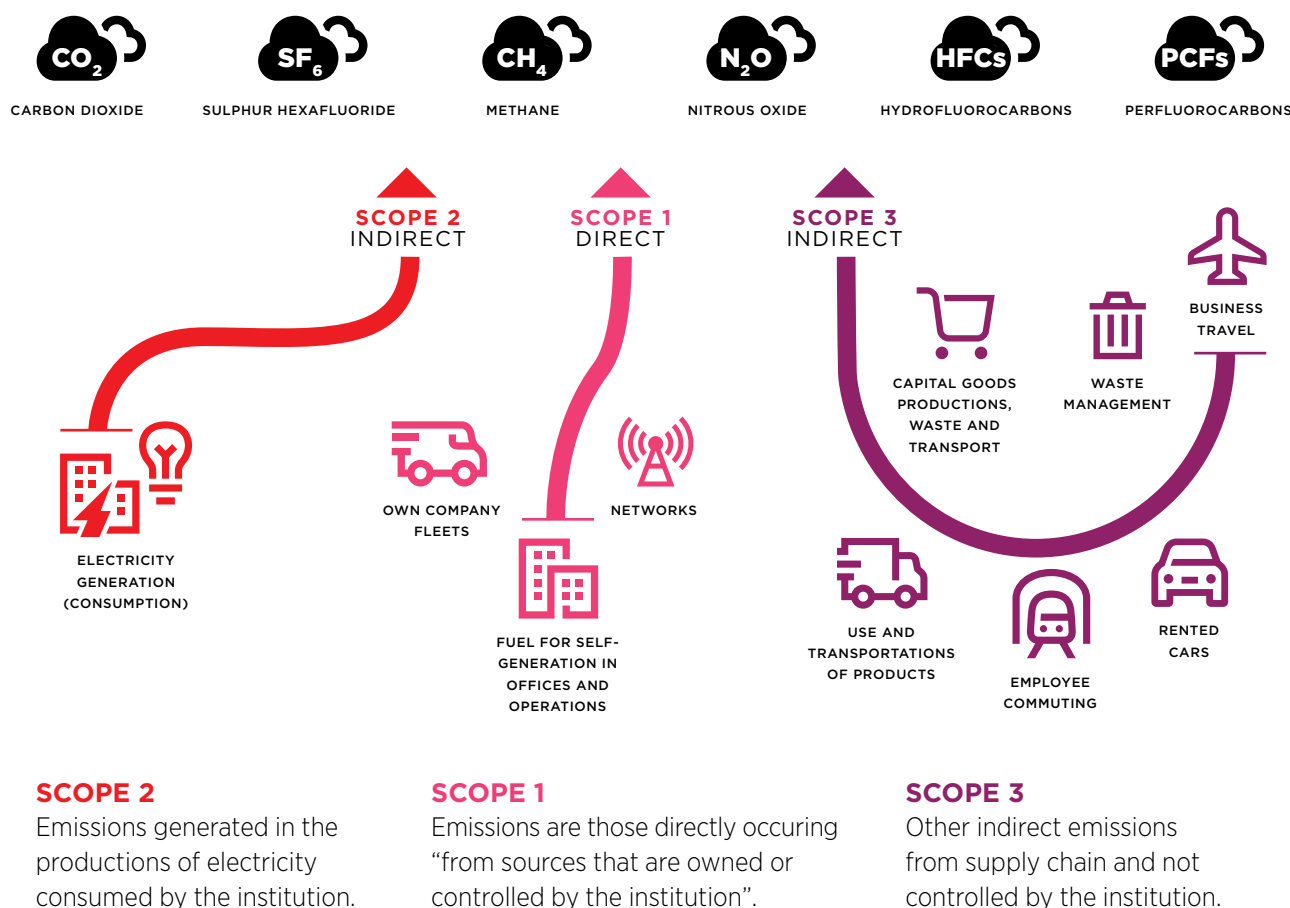 CO₂
SF₆
CH₄
N₂O
HFCs
PCFs
CARBON DIOXIDE
SULPHUR HEXAFLUORIDE
METHANE
NITROUS OXIDE
HYDROFLUOROCARBONS
PERFLUOROCARBONS
SCOPE 2
INDIRECT
SCOPE 1
DIRECT
SCOPE 3
INDIRECT
BUSINESS
TRAVEL
CAPITAL GOODS
PRODUCTIONS,
WASTE AND
TRANSPORT
WASTE
MANAGEMENT
OWN COMPANY
FLEETS
NETWORKS
ELECTRICITY
GENERATION
(CONSUMPTION)
FUEL FOR SELF-
GENERATION IN
OFFICES AND
OPERATIONS
USE AND
TRANSPORTATIONS
OF PRODUCTS
EMPLOYEE
COMMUTING
RENTED
CARS
SCOPE 2
Emissions generated in the
productions of electricity
consumed by the institution.
SCOPE 1
Emissions are those directly occuring
“from sources that are owned or
controlled by the institution”.
SCOPE 3
Other indirect emissions
from supply chain and not
controlled by the institution.